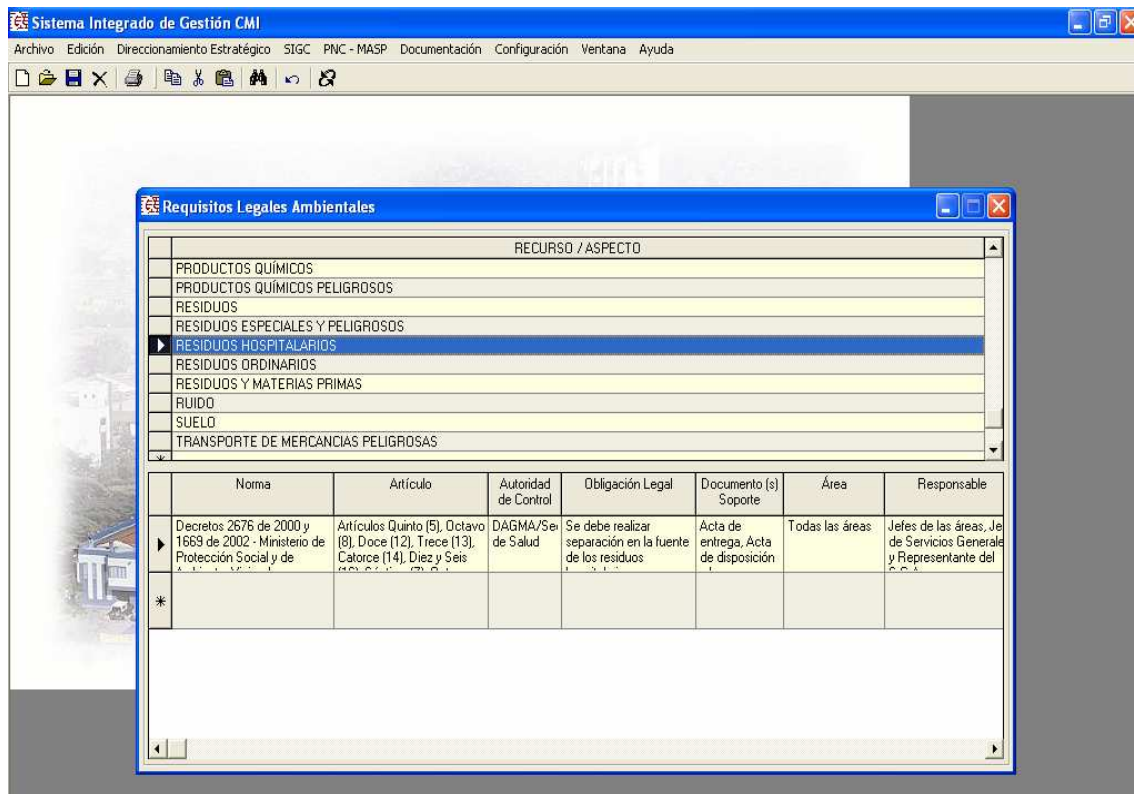 Sistema Integrado de Gestión CMI
Archivo Edición Direccionamiento Estratégico SIGC PNC - MASP Documentación Configuración Ventana Ayuda
Requisitos Legales Ambientales
RECURSO / ASPECTO
PRODUCTOS QUÍMICOS
PRODUCTOS QUÍMICOS PELIGROSOS
RESIDUOS
RESIDUOS ESPECIALES Y PELIGROSOS
RESIDUOS HOSPITALARIOS
RESIDUOS ORDINARIOS
RESIDUOS Y MATERIAS PRIMAS
RUIDO
SUELO
TRANSPORTE DE MERCANCIAS PELIGROSAS
Norma
Artículo
Autoridad
de Control
Obligación Legal
Documento (s)
Soporte
Área
Responsable
Decretos 2676 de 2000 y
1669 de 2002 - Ministerio de
Protección Social y de
Artículos Quinto (5), Octavo
(8), Doce (12), Trece (13),
Catorce (14), Diez y Seis
DAGMA/Se
de Salud
Se debe realizar
separación en la fuente
de los residuos
Acta de
entrega, Acta
de disposición
Todas las áreas
Jefes de las áreas, Je
de Servicios Generale
y Representante del